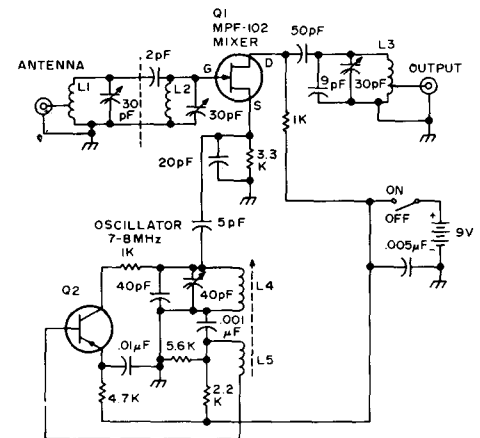 Q1
MPF-102
MIXER
50pF
ANTENNA
2pF
G
D
S
L1
30
pF
L2
30pF
L3
OUTPUT
9pF
30pF
1K
20pF
3.3
K
5pF
ON
OFF
+
9V
-
.005µF
OSCILLATOR
7-8MHz
1K
Q2
40pF
40pF
L4
.001
µF
L5
.01µF
5.6K
2.2
K
4.7K